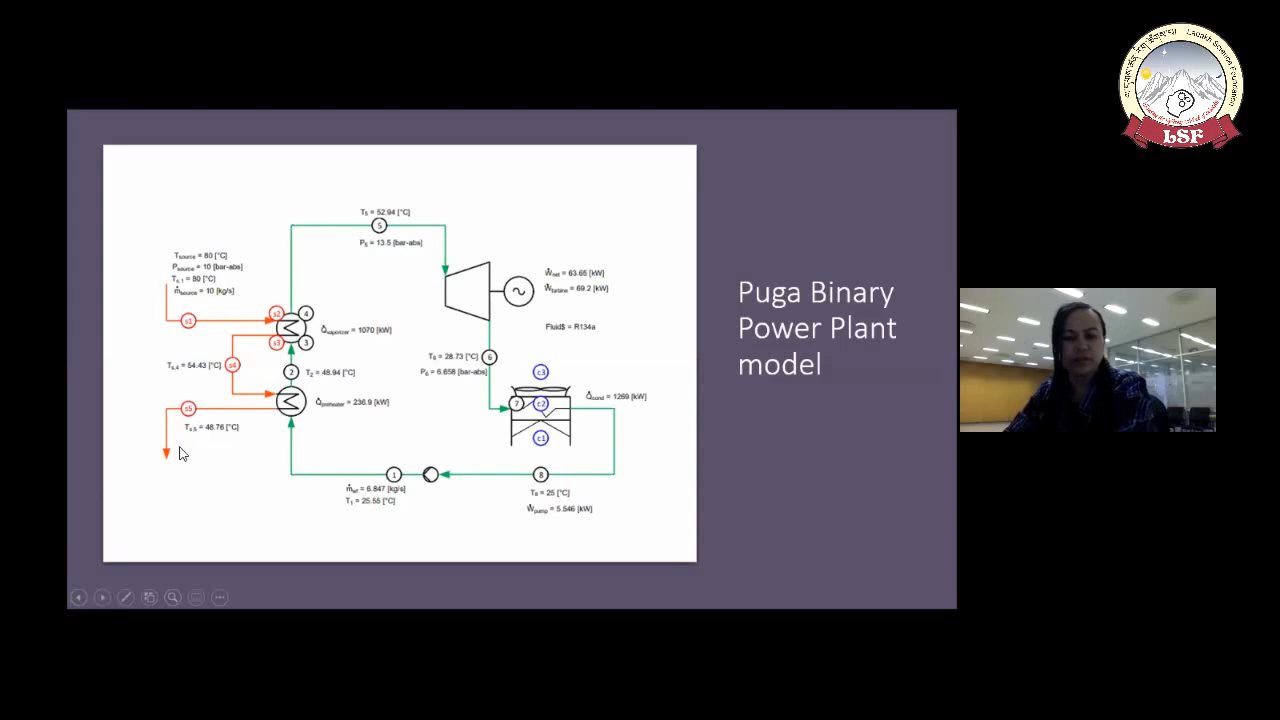 Puga Binary
Power Plant
model
T5 = 52.94 [°C]
5
P5 = 13.5 [bar-abs]
Tsource = 80 [°C]
Psource = 10 [bar-abs]
Ts,1 = 80 [°C]
ṁsource = 10 [kg/s]
s1
s2
4
s3
3
Q̇vaporizer = 1070 [kW]
Ẇnet = 63.65 [kW]
Ẇturbine = 69.2 [kW]
Fluid$ = R134a
Ts,4 = 54.43 [°C]
s4
2
T2 = 48.94 [°C]
T6 = 28.73 [°C]
6
P6 = 6.658 [bar-abs]
c3
s5
Q̇preheater = 236.9 [kW]
7
c2
Q̇cond = 1269 [kW]
Ts,5 = 48.76 [°C]
c1
1
8
ṁwf = 6.847 [kg/s]
T1 = 25.55 [°C]
T8 = 25 [°C]
Ẇpump = 5.546 [kW]
Ladakh Science Foundation
LSF